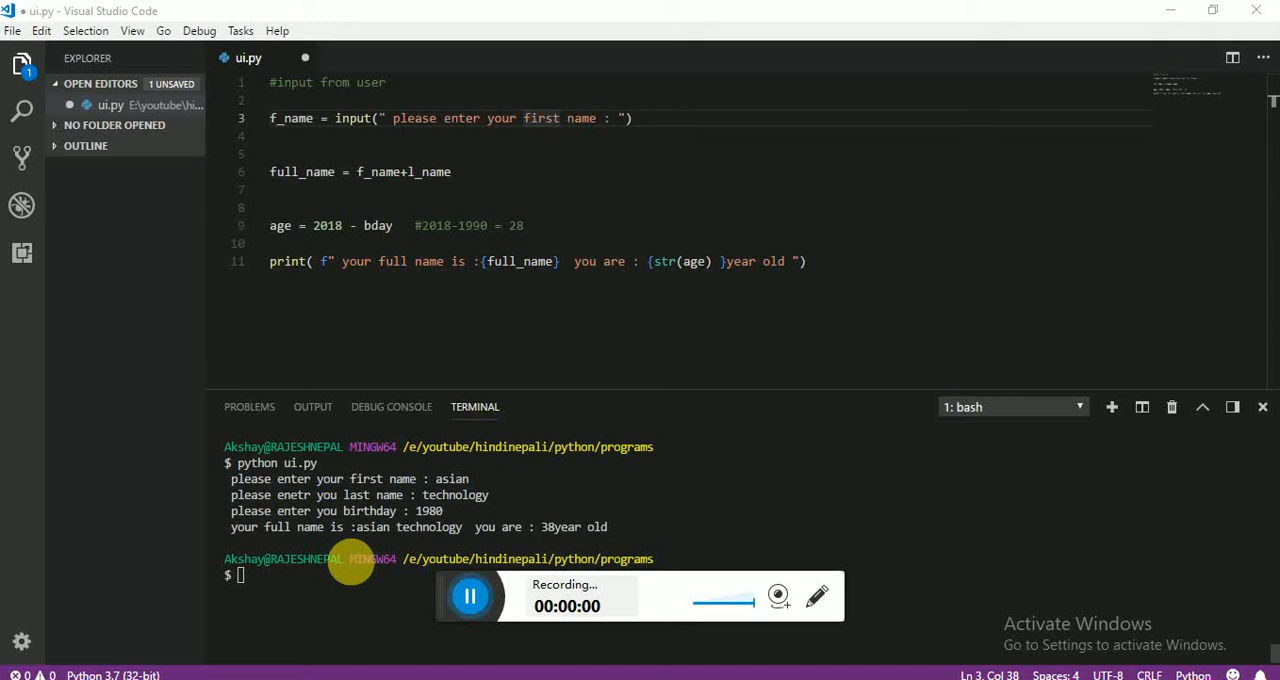 ui.py - Visual Studio Code
File Edit Selection View Go Debug Tasks Help
EXPLORER
ui.py
OPEN EDITORS 1 UNSAVED
1
ui.py E:\youtube\hi...
NO FOLDER OPENED
OUTLINE
1 #input from user
2
3 f_name = input(" please enter your first name : ")
4
5
6 full_name = f_name+l_name
7
8
9 age = 2018 - bday #2018-1990 = 28
10
11 print( f" your full name is :{full_name} you are : {str(age) }year old ")
PROBLEMS OUTPUT DEBUG CONSOLE TERMINAL 1: bash
Akshay@RAJESHNEPAL MINGW64 /e/youtube/hindinepali/python/programs
$ python ui.py
please enter your first name : asian
please enetr you last name : technology
please enter you birthday : 1980
your full name is :asian technology you are : 38year old
Akshay@RAJESHNEPAL MINGW64 /e/youtube/hindinepali/python/programs
$
Recording...
00:00:00
Activate Windows
Go to Settings to activate Windows.
0 0 Python 3.7 (32-bit) Ln 3, Col 38 Spaces: 4 UTF-8 CRLF Python